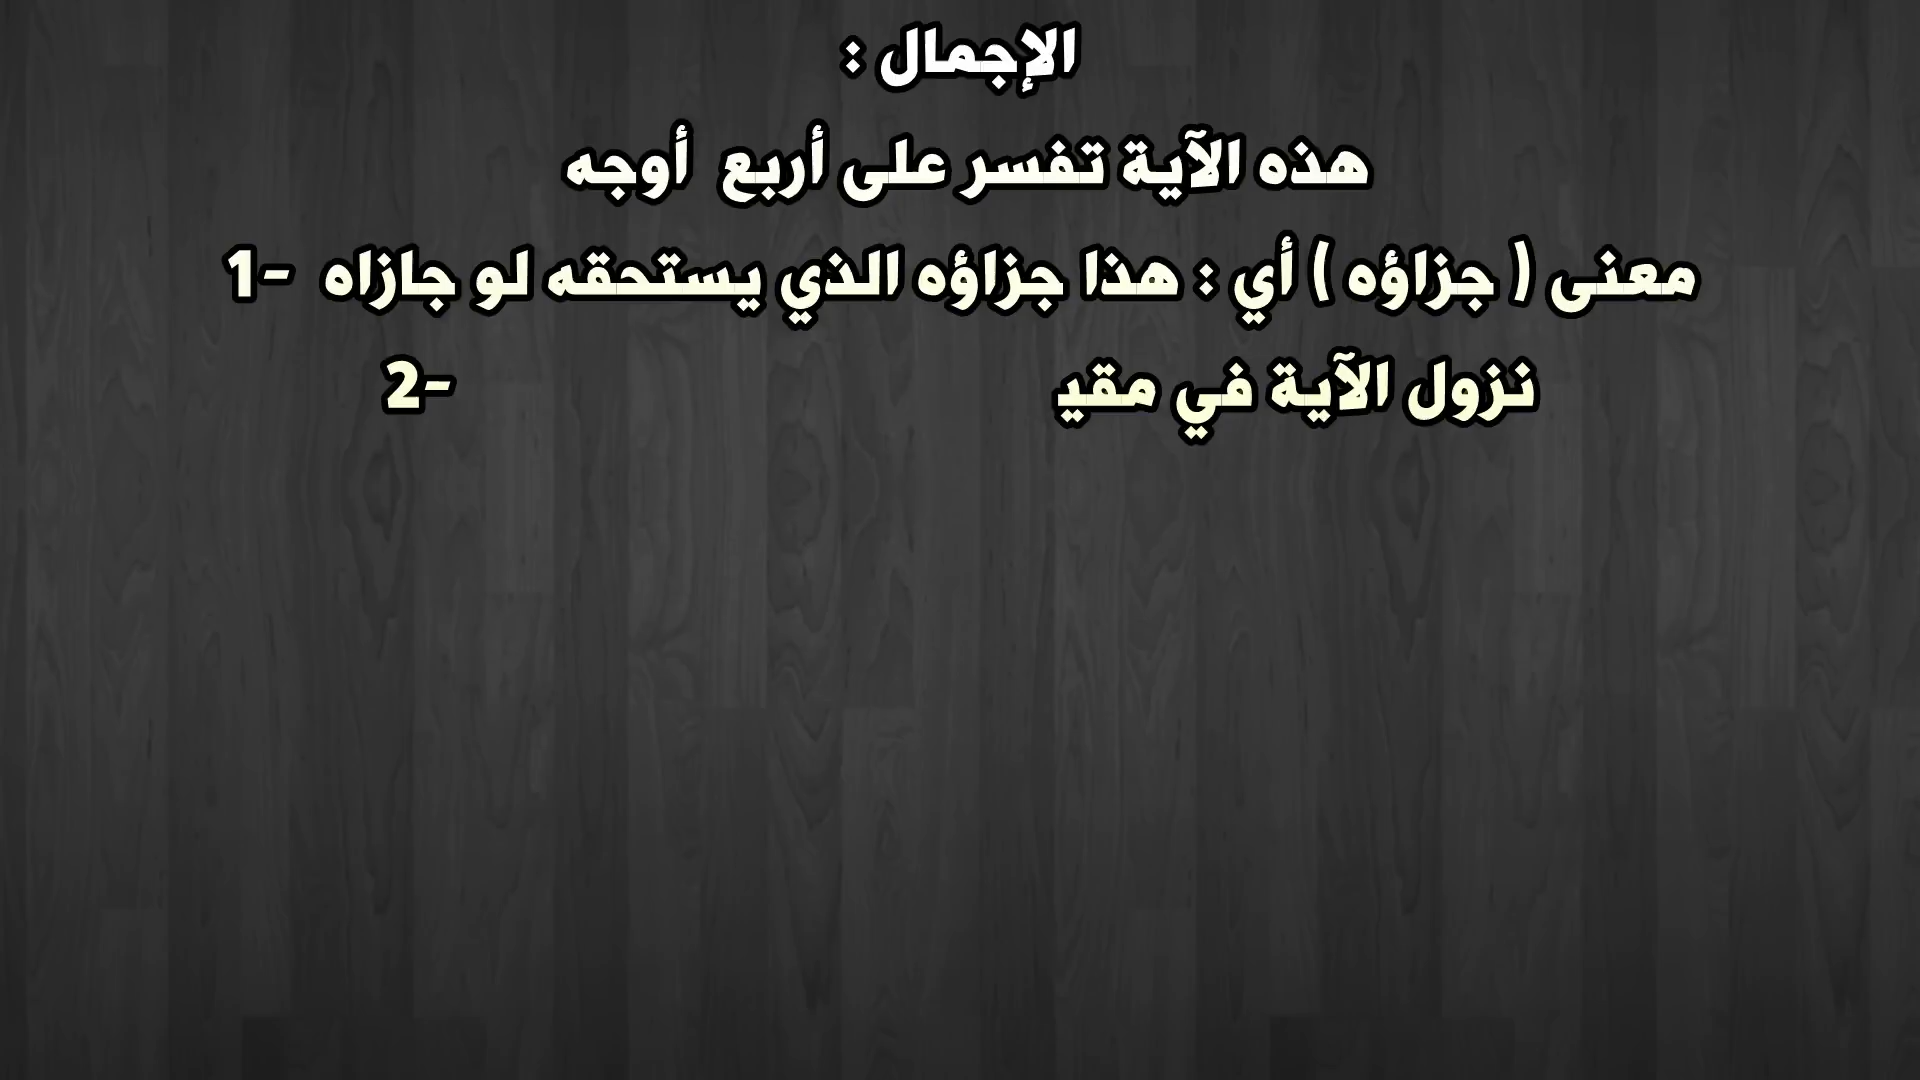 الإجمال :
هذه الآية تفسر على أربع أوجه
1- معنى ( جزاؤه ) أي : هذا جزاؤه الذي يستحقه لو جازاه
2- نزول الآية في مقي